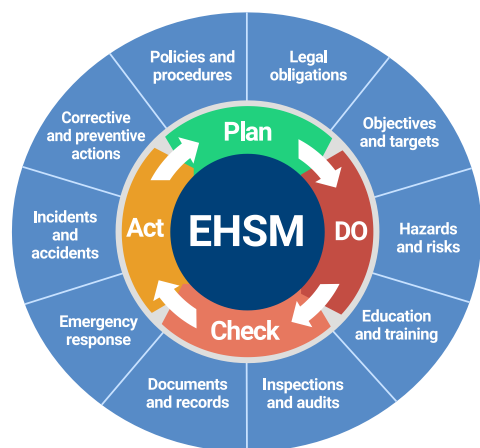 Policies and
procedures
Legal
obligations
Objectives
and targets
Hazards
and risks
Education
and training
Inspections
and audits
Documents
and records
Emergency
response
Incidents
and
accidents
Corrective
and preventive
actions
Plan
DO
Check
Act
EHSM